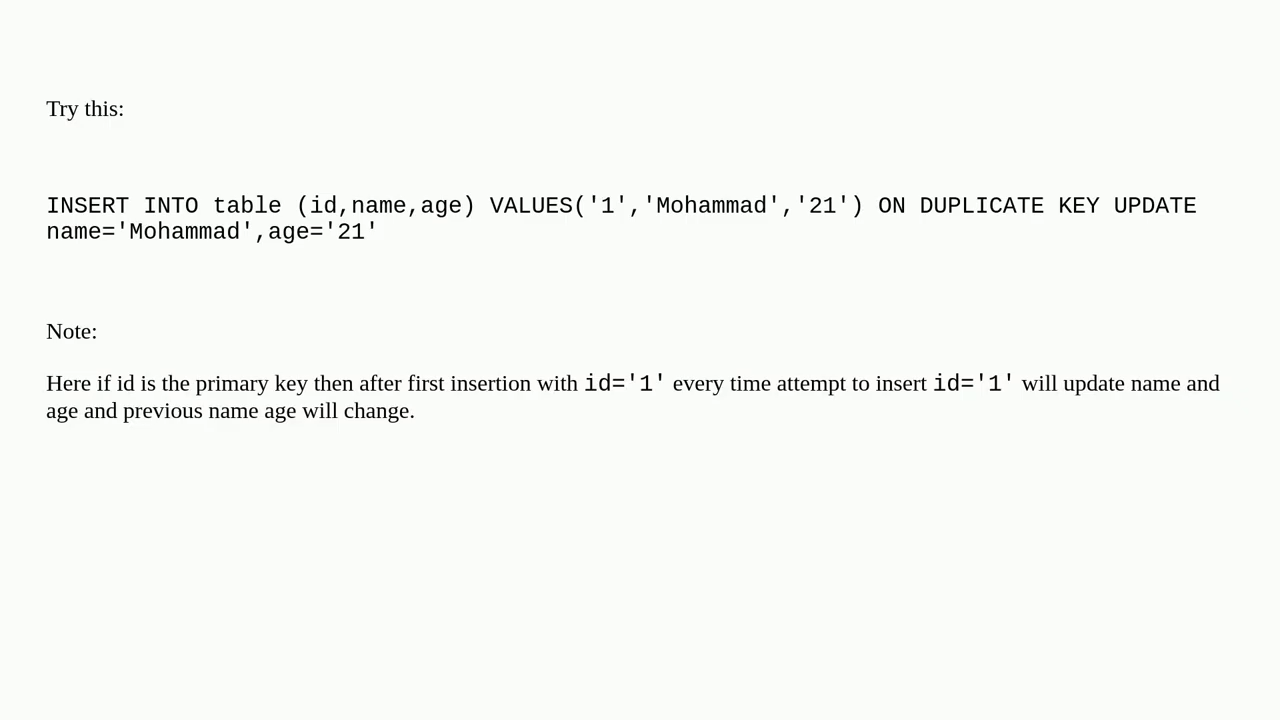 Try this:
INSERT INTO table (id,name,age) VALUES('1','Mohammad','21') ON DUPLICATE KEY UPDATE
name='Mohammad',age='21'
Note:
Here if id is the primary key then after first insertion with id='1' every time attempt to insert id='1' will update name and
age and previous name age will change.